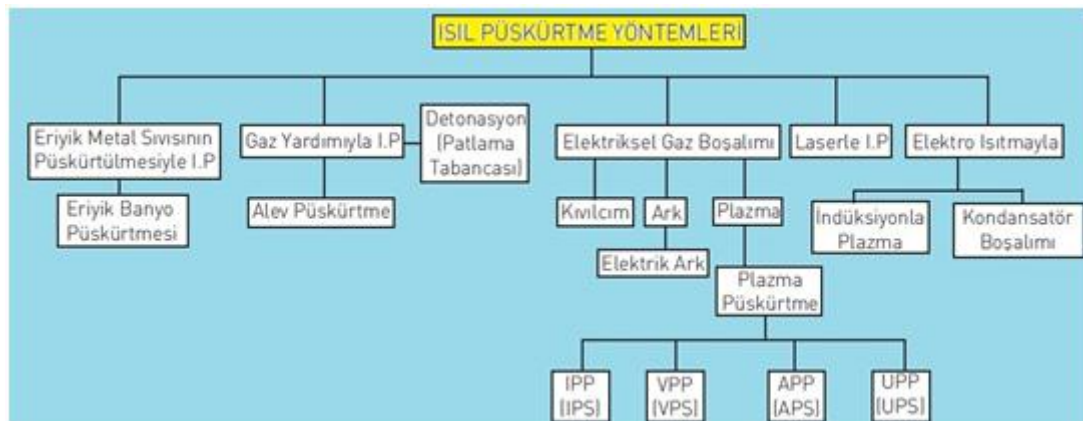 ISIL PÜSKÜRTME YÖNTEMLERİ
Eriyik Metal Sıvısının
Püskürtülmesiyle I.P
Gaz Yardımıyla I.P
Detonasyon
(Patlama
Tabancası)
Elektriksel Gaz Boşalımı
Laserle I.P
Elektro Isıtmayla
Eriyik Banyo
Püskürtmesi
Alev Püskürtme
Kıvılcım
Ark
Plazma
İndüksiyonla
Plazma
Kondansatör
Boşalımı
Elektrik Ark
Plazma
Püskürtme
IPP
(IPS)
VPP
(VPS)
APP
(APS)
UPP
(UPS)